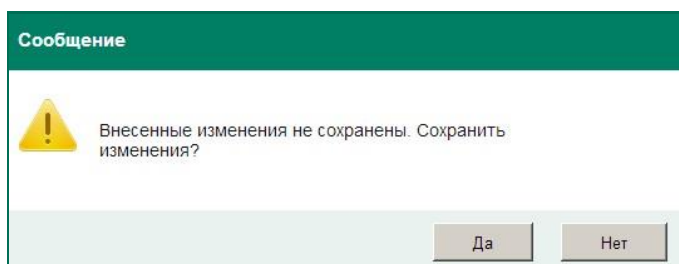 Сообщение
Внесенные изменения не сохранены. Сохранить
изменения?
Да
Нет